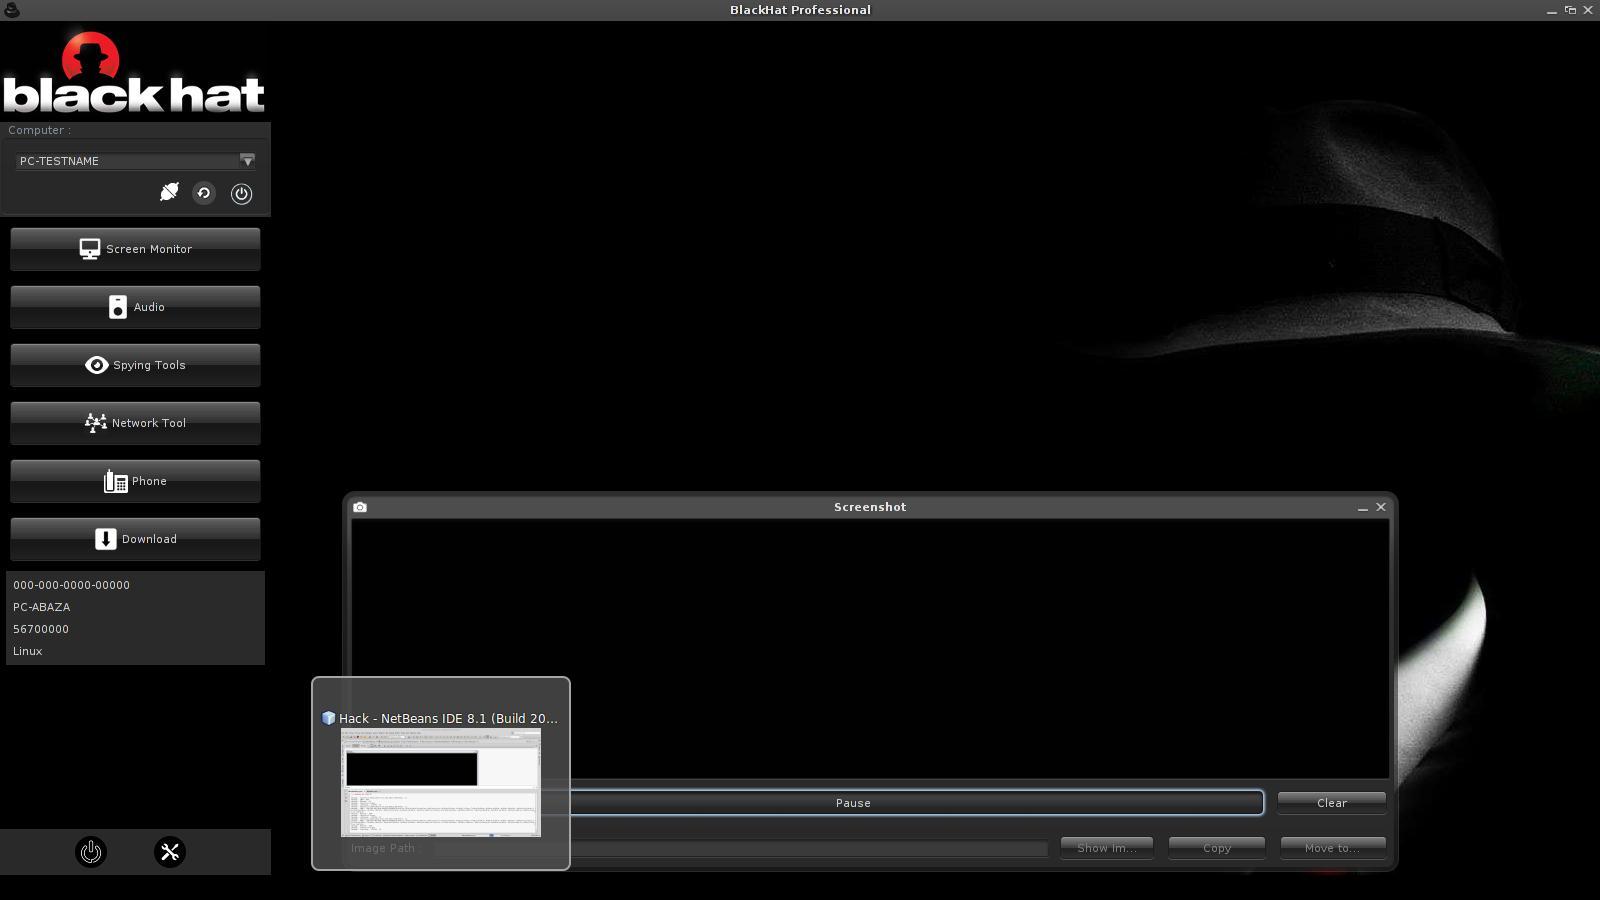 BlackHat Professional
black hat
Computer :
PC-TESTNAME
Screen Monitor
Audio
Spying Tools
Network Tool
Phone
Download
000-000-0000-00000
PC-ABAZA
56700000
Linux
Screenshot
Hack - NetBeans IDE 8.1 (Build 20...
Pause
Clear
Image Path :
Show Im...
Copy
Move to...